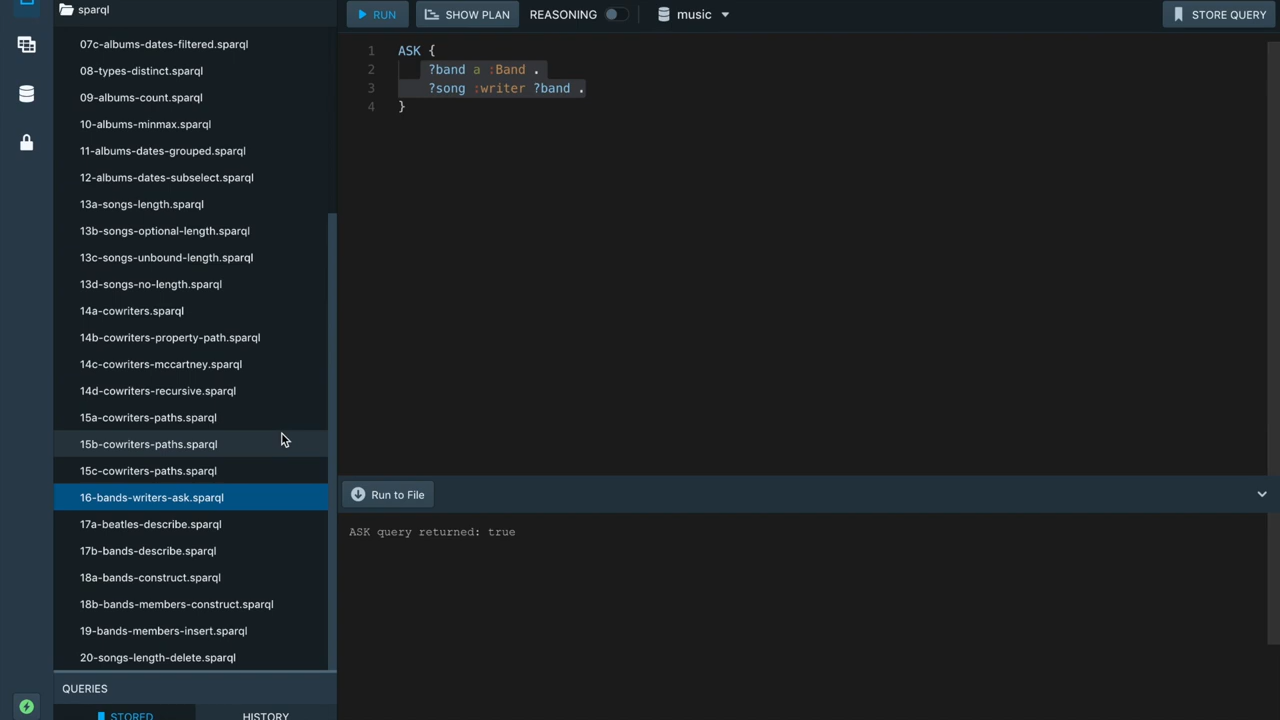 sparql
07c-albums-dates-filtered.sparql
08-types-distinct.sparql
09-albums-count.sparql
10-albums-minmax.sparql
11-albums-dates-grouped.sparql
12-albums-dates-subselect.sparql
13a-songs-length.sparql
13b-songs-optional-length.sparql
13c-songs-unbound-length.sparql
13d-songs-no-length.sparql
14a-cowriters.sparql
14b-cowriters-property-path.sparql
14c-cowriters-mccartney.sparql
14d-cowriters-recursive.sparql
15a-cowriters-paths.sparql
15b-cowriters-paths.sparql
15c-cowriters-paths.sparql
16-bands-writers-ask.sparql
17a-beatles-describe.sparql
17b-bands-describe.sparql
18a-bands-construct.sparql
18b-bands-members-construct.sparql
19-bands-members-insert.sparql
20-songs-length-delete.sparql
QUERIES
STORED HISTORY
RUN SHOW PLAN REASONING music STORE QUERY
1 ASK {
2 ?band a :Band .
3 ?song :writer ?band .
4 }
Run to File
ASK query returned: true